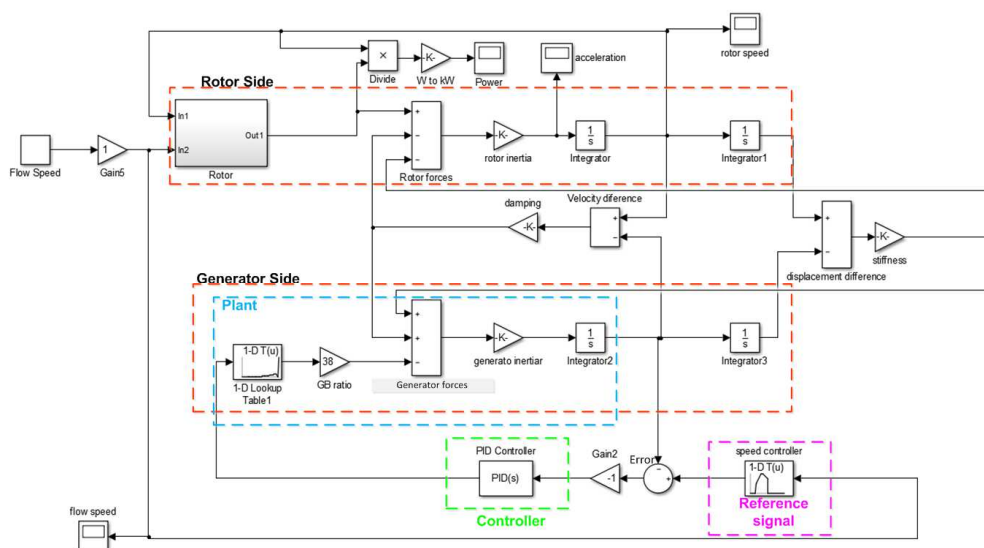 rotor speed
Divide
-K-
W to kW
Power
acceleration
Rotor Side
In1
In2
Out1
Rotor
Flow Speed
1
Gain5
+
−
−
Rotor forces
-K-
rotor inertia
1
s
Integrator
1
s
Integrator1
damping
-K-
Velocity diference
+
−
+
−
displacement difference
-K-
stiffness
Generator Side
Plant
1-D T(u)
1-D Lookup
Table1
38
GB ratio
+
+
−
Generator forces
-K-
generato inertiar
1
s
Integrator2
1
s
Integrator3
PID Controller
PID(s)
Controller
Gain2
-1
Error
−
+
speed controller
1-D T(u)
Reference
signal
flow speed